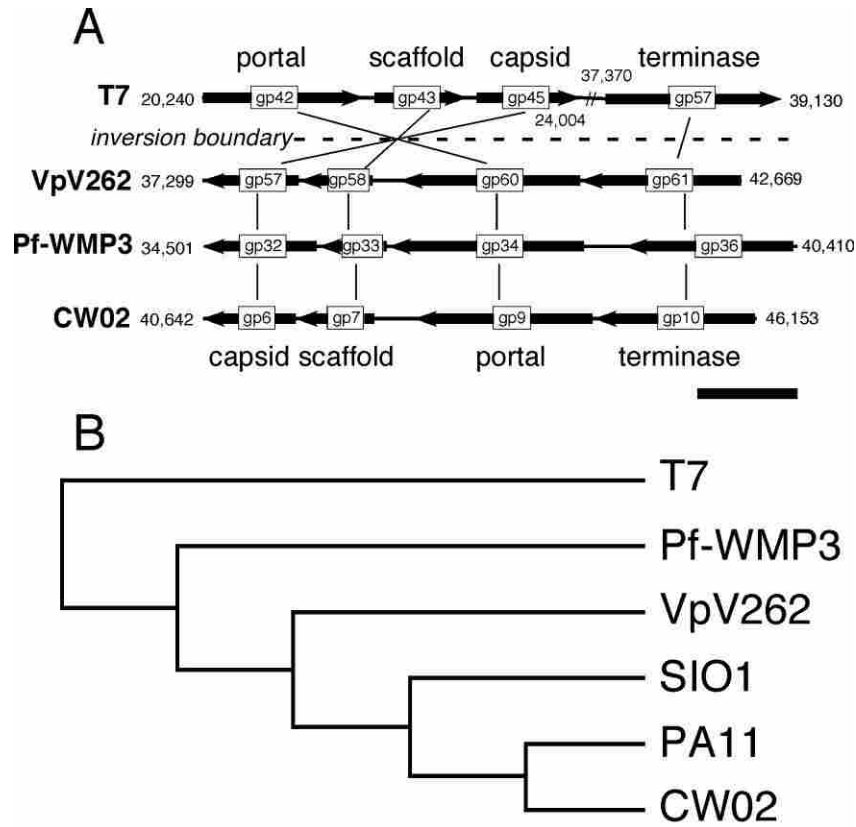 A
portal scaffold capsid terminase
37,370
T7 20,240 gp42 gp43 gp45 // gp57 39,130
24,004
inversion boundary
VpV262 37,299 gp57 gp58 gp60 gp61 42,669
Pf-WMP3 34,501 gp32 gp33 gp34 gp36 40,410
CW02 40,642 gp6 gp7 gp9 gp10 46,153
capsid scaffold portal terminase
B
T7
Pf-WMP3
VpV262
SIO1
PA11
CW02